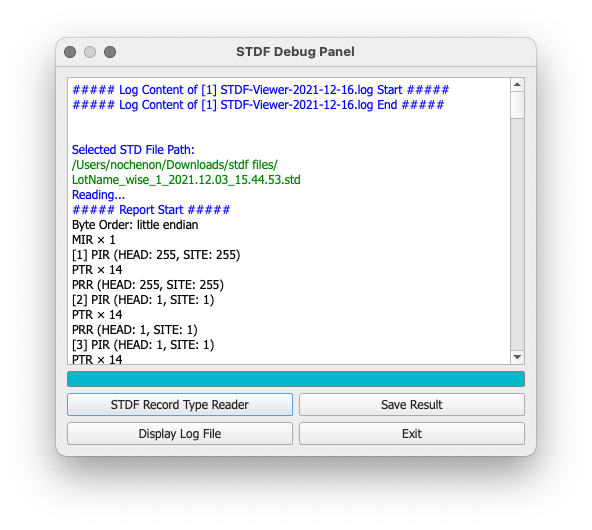 STDF Debug Panel
##### Log Content of [1] STDF-Viewer-2021-12-16.log Start #####
##### Log Content of [1] STDF-Viewer-2021-12-16.log End #####
Selected STD File Path:
/Users/nochenon/Downloads/stdf files/
LotName_wise_1_2021.12.03_15.44.53.std
Reading...
##### Report Start #####
Byte Order: little endian
MIR × 1
[1] PIR (HEAD: 255, SITE: 255)
PTR × 14
PRR (HEAD: 255, SITE: 255)
[2] PIR (HEAD: 1, SITE: 1)
PTR × 14
PRR (HEAD: 1, SITE: 1)
[3] PIR (HEAD: 1, SITE: 1)
PTR × 14
STDF Record Type Reader
Save Result
Display Log File
Exit